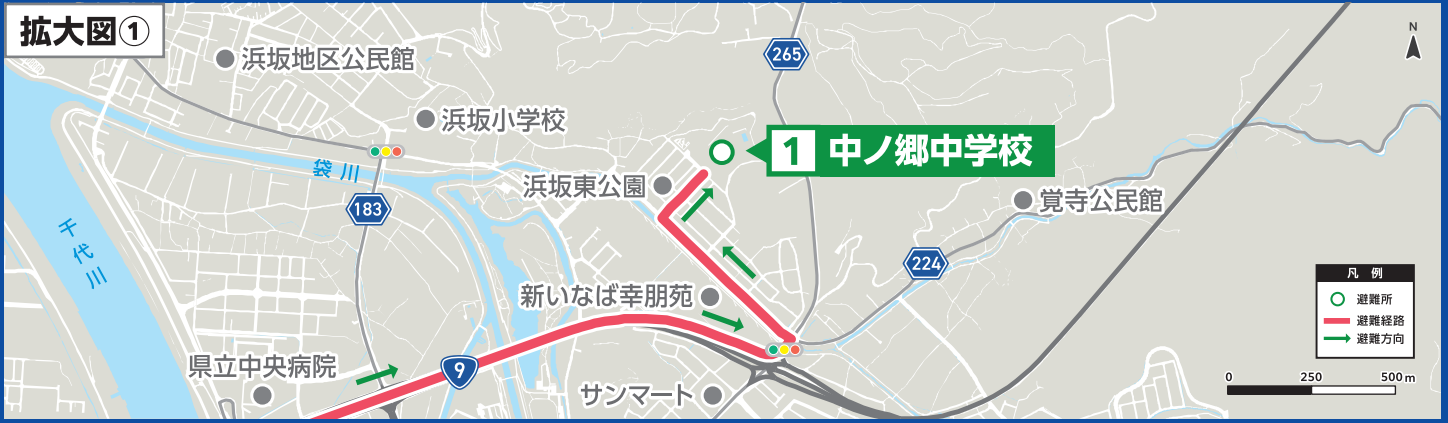 拡大図①
浜坂地区公民館
265
N
浜坂小学校
1 中ノ郷中学校
袋川
浜坂東公園
覚寺公民館
183
千代川
224
凡 例
避難所
避難経路
避難方向
新いなば幸朋苑
県立中央病院
9
サンマート
0 250 500m